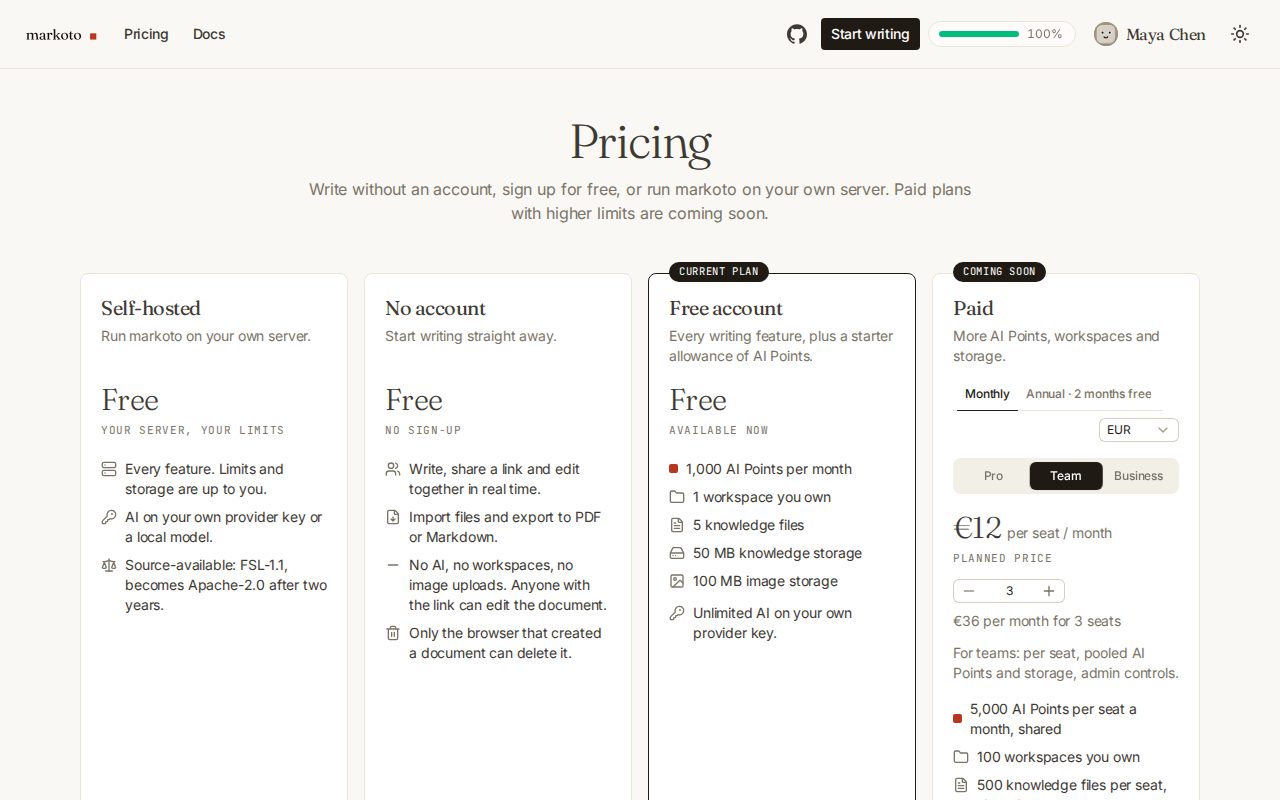 markoto
Pricing
Docs
Start writing
100%
Maya Chen
Pricing
Write without an account, sign up for free, or run markoto on your own server. Paid plans
with higher limits are coming soon.
Self-hosted
Run markoto on your own server.
Free
YOUR SERVER, YOUR LIMITS
Every feature. Limits and
storage are up to you.
AI on your own provider key or
a local model.
Source-available: FSL-1.1,
becomes Apache-2.0 after two
years.
No account
Start writing straight away.
Free
NO SIGN-UP
Write, share a link and edit
together in real time.
Import files and export to PDF
or Markdown.
No AI, no workspaces, no
image uploads. Anyone with
the link can edit the document.
Only the browser that created
a document can delete it.
CURRENT PLAN
Free account
Every writing feature, plus a starter
allowance of AI Points.
Free
AVAILABLE NOW
1,000 AI Points per month
1 workspace you own
5 knowledge files
50 MB knowledge storage
100 MB image storage
Unlimited AI on your own
provider key.
COMING SOON
Paid
More AI Points, workspaces and
storage.
Monthly
Annual · 2 months free
EUR
Pro
Team
Business
€12 per seat / month
PLANNED PRICE
3
€36 per month for 3 seats
For teams: per seat, pooled AI
Points and storage, admin controls.
5,000 AI Points per seat a
month, shared
100 workspaces you own
500 knowledge files per seat,